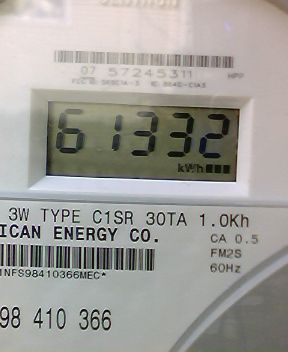 07 57245311 HPP
61332
kWh
3W TYPE C1SR 30TA 1.0Kh
ICAN ENERGY CO.
CA 0.5
FM2S
60Hz
INFS98410366MEC*
98 410 366